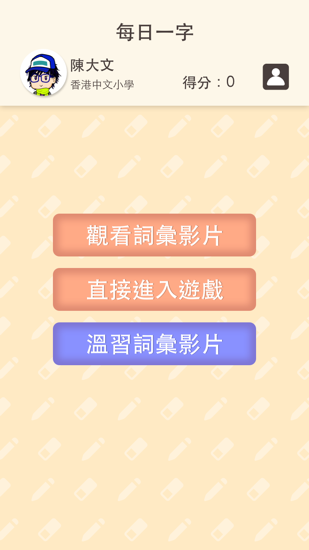 每日一字
陳大文
香港中文小學
得分：0
觀看詞彙影片
直接進入遊戲
溫習詞彙影片